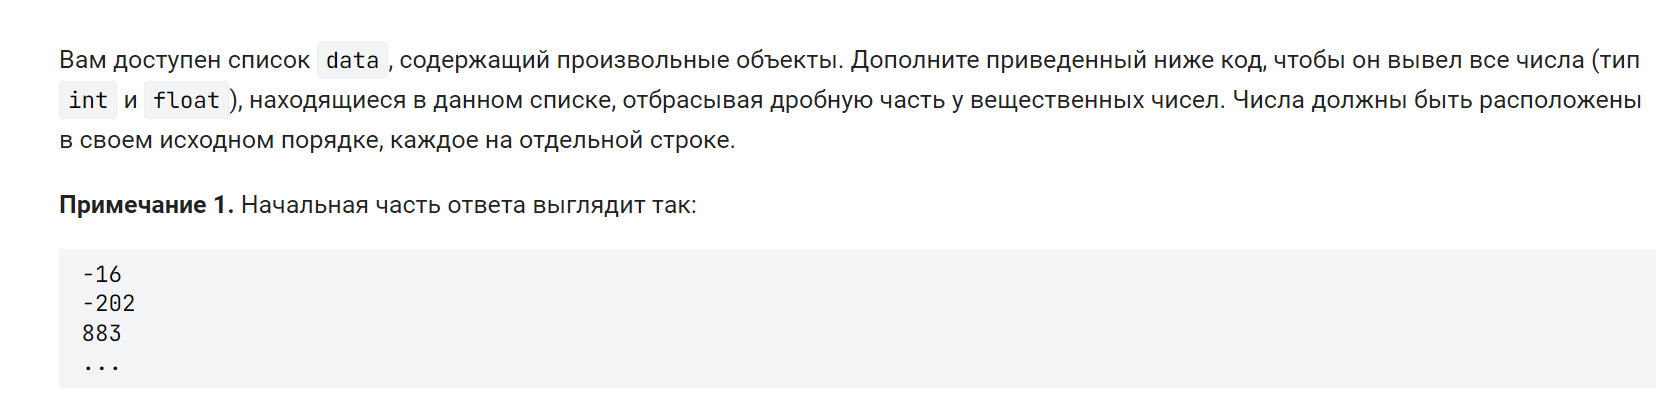 Вам доступен список data, содержащий произвольные объекты. Дополните приведенный ниже код, чтобы он вывел все числа (тип
int и float), находящиеся в данном списке, отбрасывая дробную часть у вещественных чисел. Числа должны быть расположены
в своем исходном порядке, каждое на отдельной строке.
Примечание 1. Начальная часть ответа выглядит так:
-16
-202
883
...